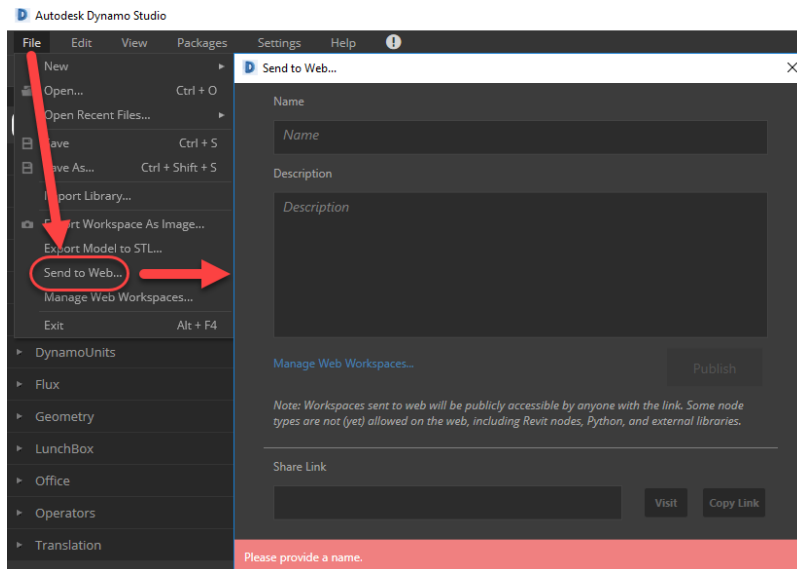 Autodesk Dynamo Studio
File Edit View Packages Settings Help
New
Open... Ctrl + O
Open Recent Files...
Save Ctrl + S
Save As... Ctrl + Shift + S
Import Library...
Export Workspace As Image...
Export Model to STL...
Send to Web...
Manage Web Workspaces...
Exit Alt + F4
DynamoUnits
Flux
Geometry
LunchBox
Office
Operators
Translation
Send to Web...
Name
Name
Description
Description
Manage Web Workspaces...
Publish
Note: Workspaces sent to web will be publicly accessible by anyone with the link. Some node
types are not (yet) allowed on the web, including Revit nodes, Python, and external libraries.
Share Link
Visit Copy Link
Please provide a name.